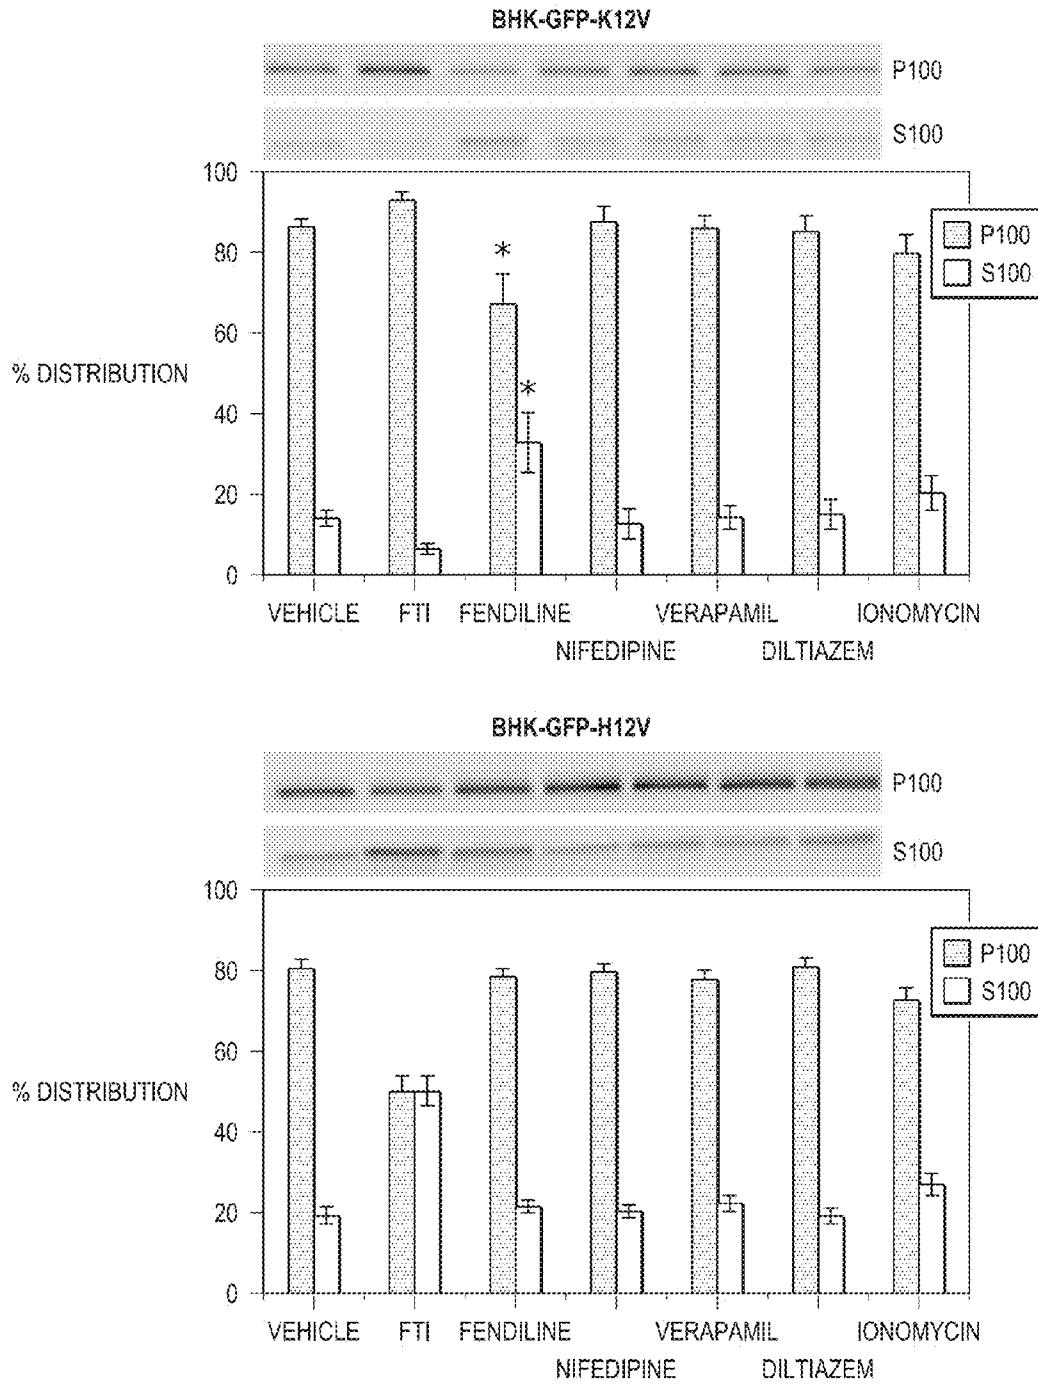 BHK-GFP-K12V
P100
S100
100
80
60
40
20
0
% DISTRIBUTION
P100
S100
*
*
VEHICLE FTI FENDILINE VERAPAMIL IONOMYCIN
NIFEDIPINE DILTIAZEM
BHK-GFP-H12V
P100
S100
100
80
60
40
20
0
% DISTRIBUTION
P100
S100
VEHICLE FTI FENDILINE VERAPAMIL IONOMYCIN
NIFEDIPINE DILTIAZEM